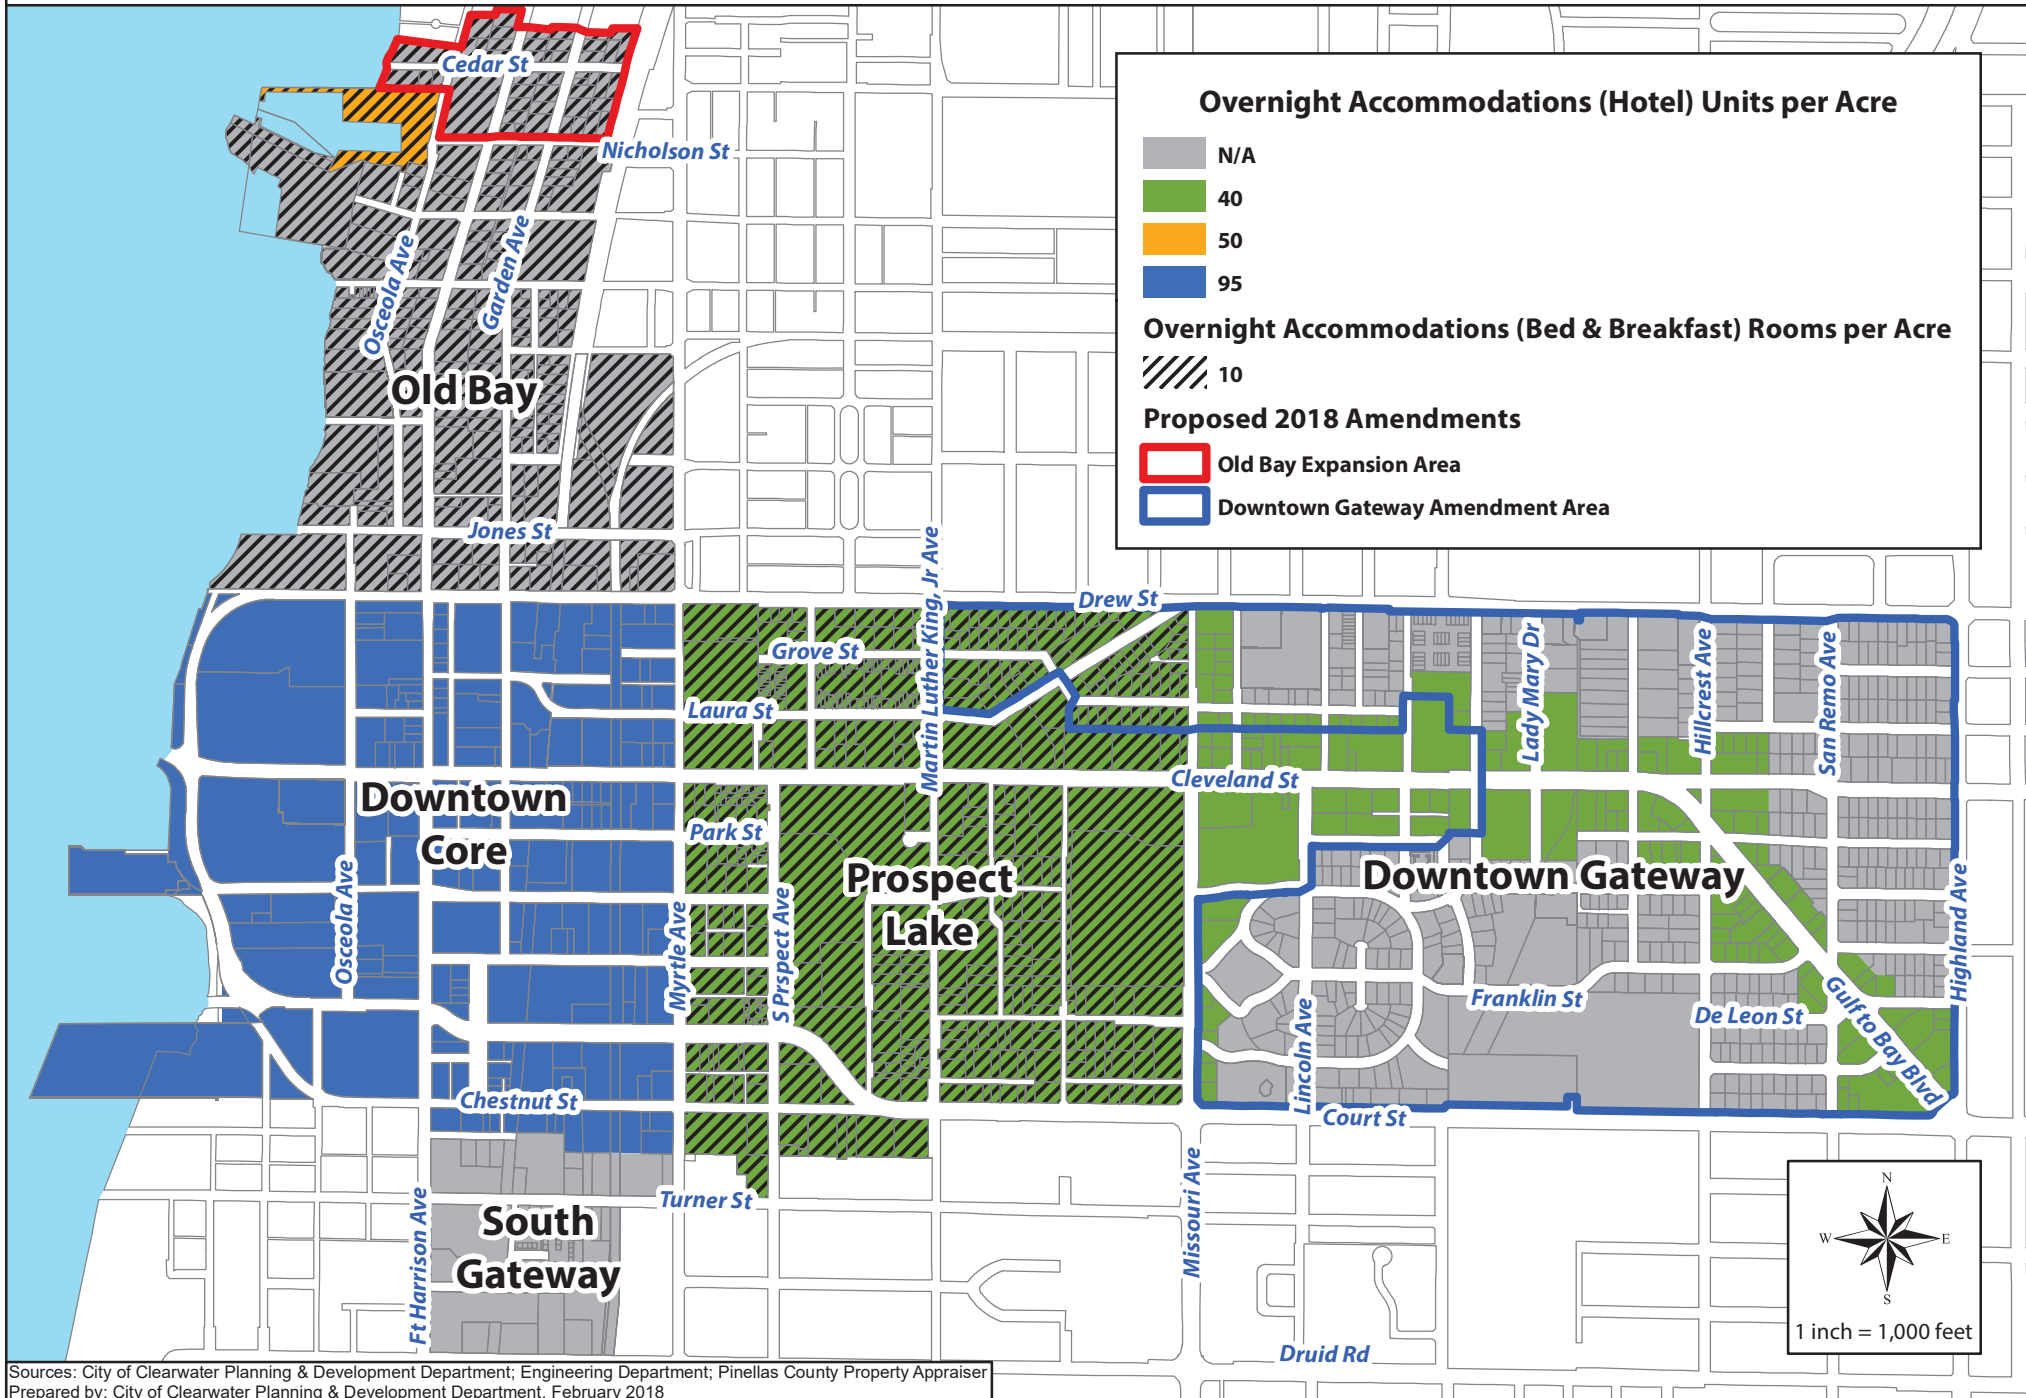 Cedar St
Nicholson St
Overnight Accommodations (Hotel) Units per Acre
N/A
40
50
95
Overnight Accommodations (Bed & Breakfast) Rooms per Acre
10
Proposed 2018 Amendments
Old Bay Expansion Area
Downtown Gateway Amendment Area
Osceola Ave
Garden Ave
Old Bay
Jones St
Martin Luther King, Jr Ave
Drew St
Grove St
Laura St
Lady Mary Dr
Hillcrest Ave
San Remo Ave
Cleveland St
Downtown
Core
Park St
Prospect
Lake
Downtown Gateway
Osceola Ave
Myrtle Ave
S Prspect Ave
Highland Ave
Franklin St
De Leon St
Gulf to Bay Blvd
Lincoln Ave
Chestnut St
Court St
Ft Harrison Ave
Turner St
Missouri Ave
South
Gateway
Druid Rd
N
W
E
S
1 inch = 1,000 feet
Sources: City of Clearwater Planning & Development Department; Engineering Department; Pinellas County Property Appraiser
Prepared by: City of Clearwater Planning & Development Department, February 2018